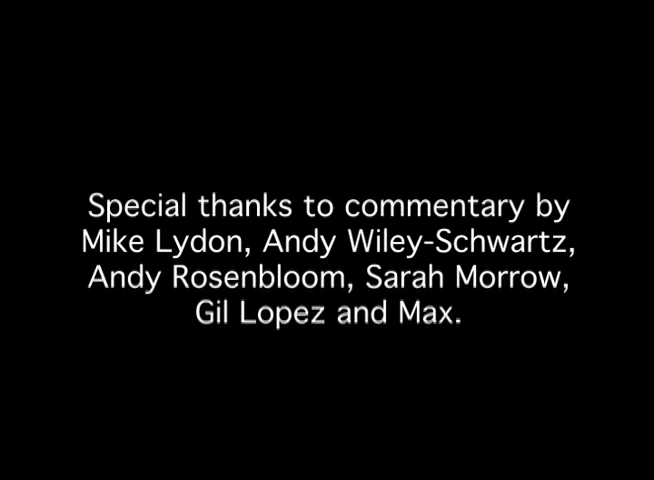 Special thanks to commentary by
Mike Lydon, Andy Wiley-Schwartz,
Andy Rosenbloom, Sarah Morrow,
Gil Lopez and Max.